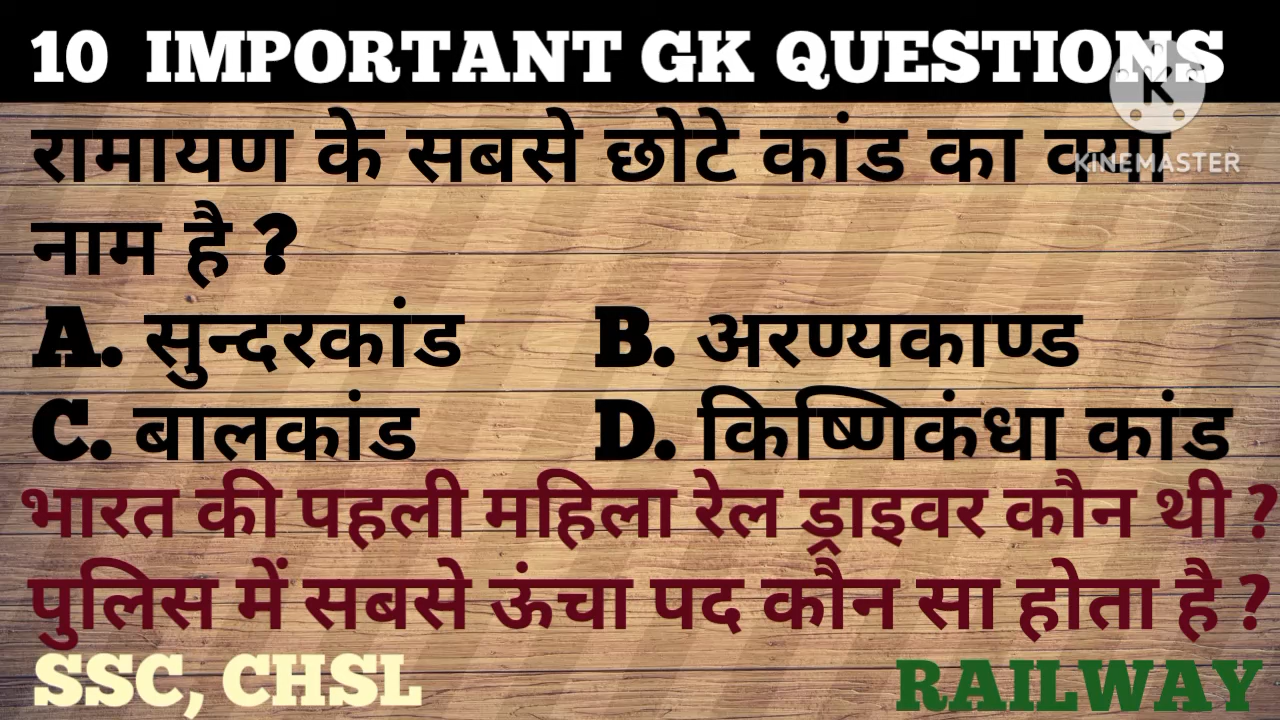 10 IMPORTANT GK QUESTIONS
रामायण के सबसे छोटे कांड का क्या
नाम है ?
A. सुन्दरकांड B. अरण्यकाण्ड
C. बालकांड D. किष्णिकंधा कांड
भारत की पहली महिला रेल ड्राइवर कौन थी ?
पुलिस में सबसे ऊंचा पद कौन सा होता है ?
SSC, CHSL RAILWAY
K
KINEMASTER